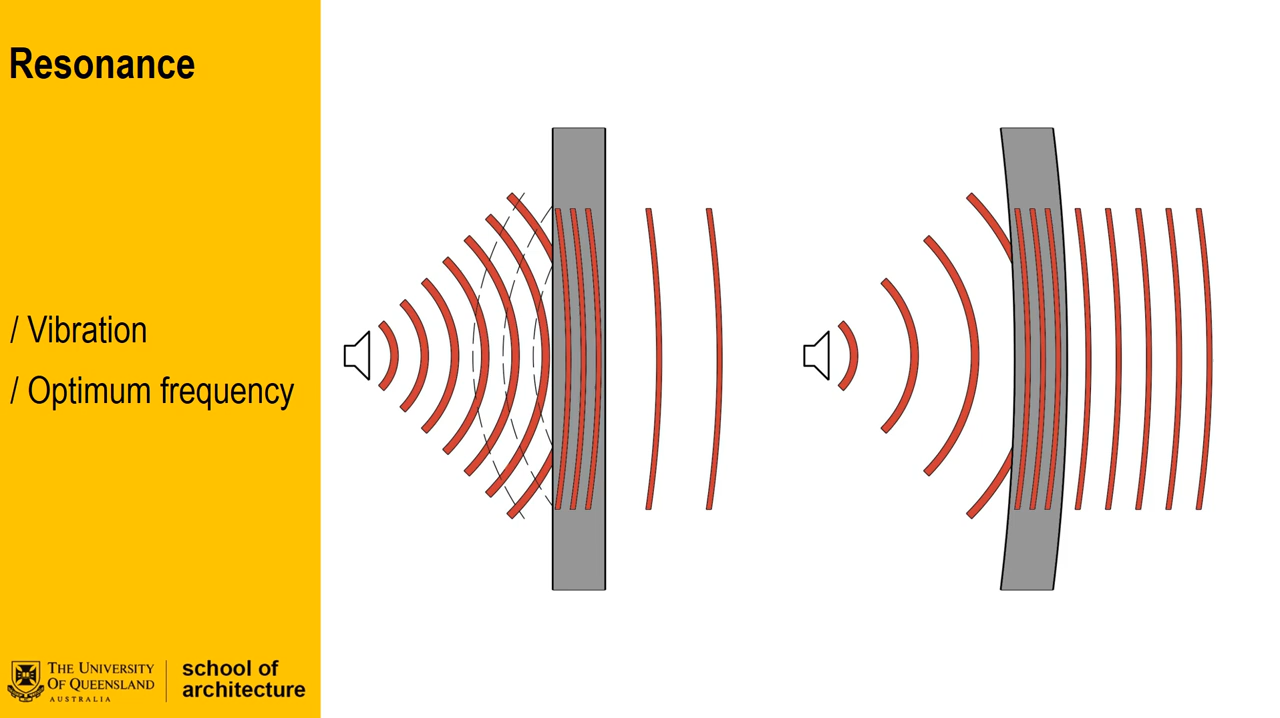 Resonance
/ Vibration
/ Optimum frequency
THE UNIVERSITY
OF QUEENSLAND
AUSTRALIA
school of
architecture